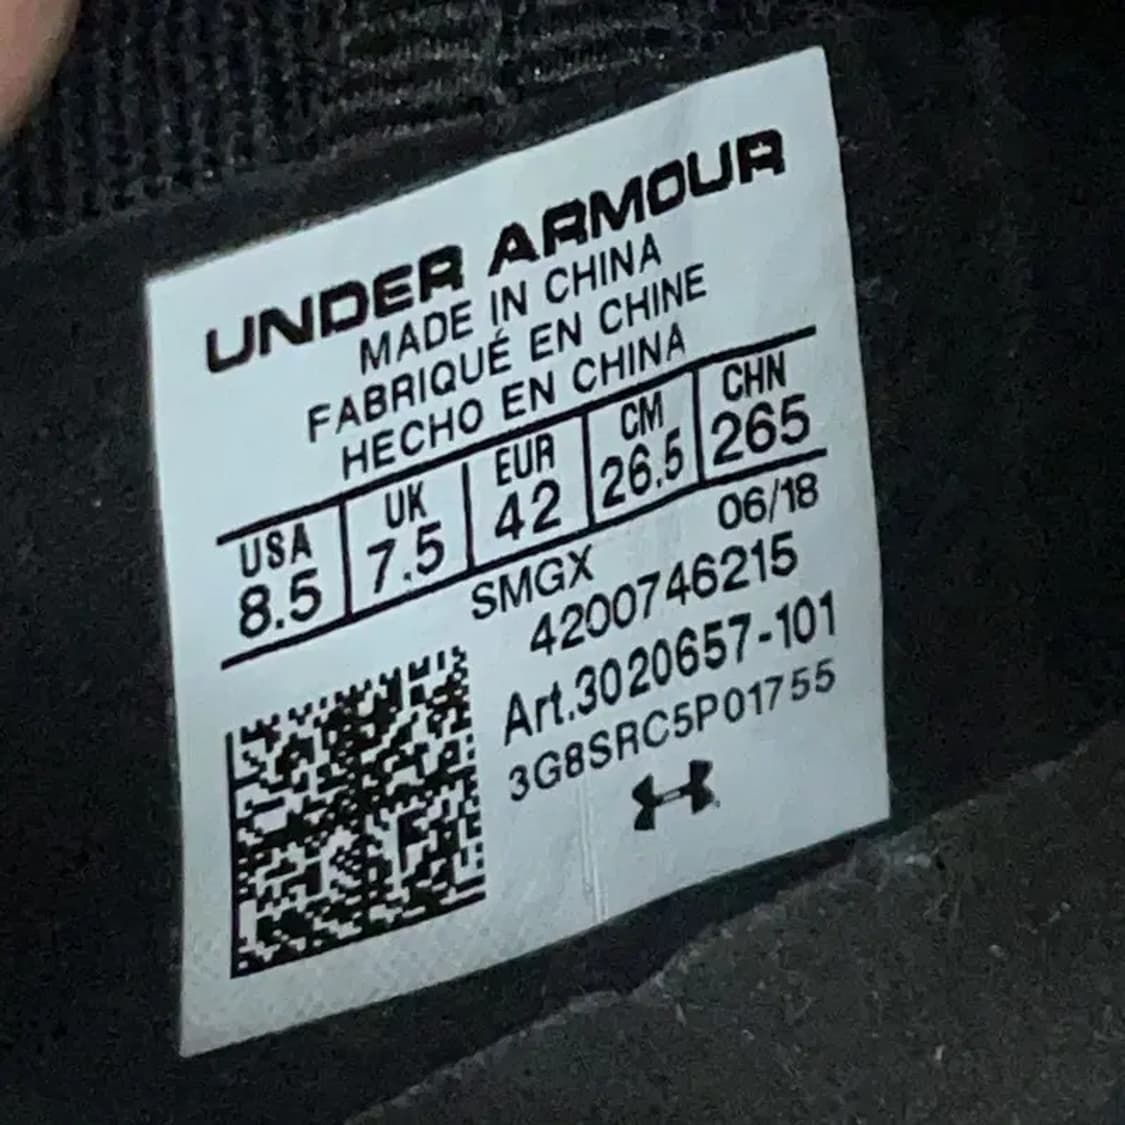 UNDER ARMOUR
MADE IN CHINA
FABRIQUÉ EN CHINE
HECHO EN CHINA
USA UK EUR CM CHN
8.5 7.5 42 26.5 265
SMGX 06/18
4200746215
Art.3020657-101
3G8SRC5P01755